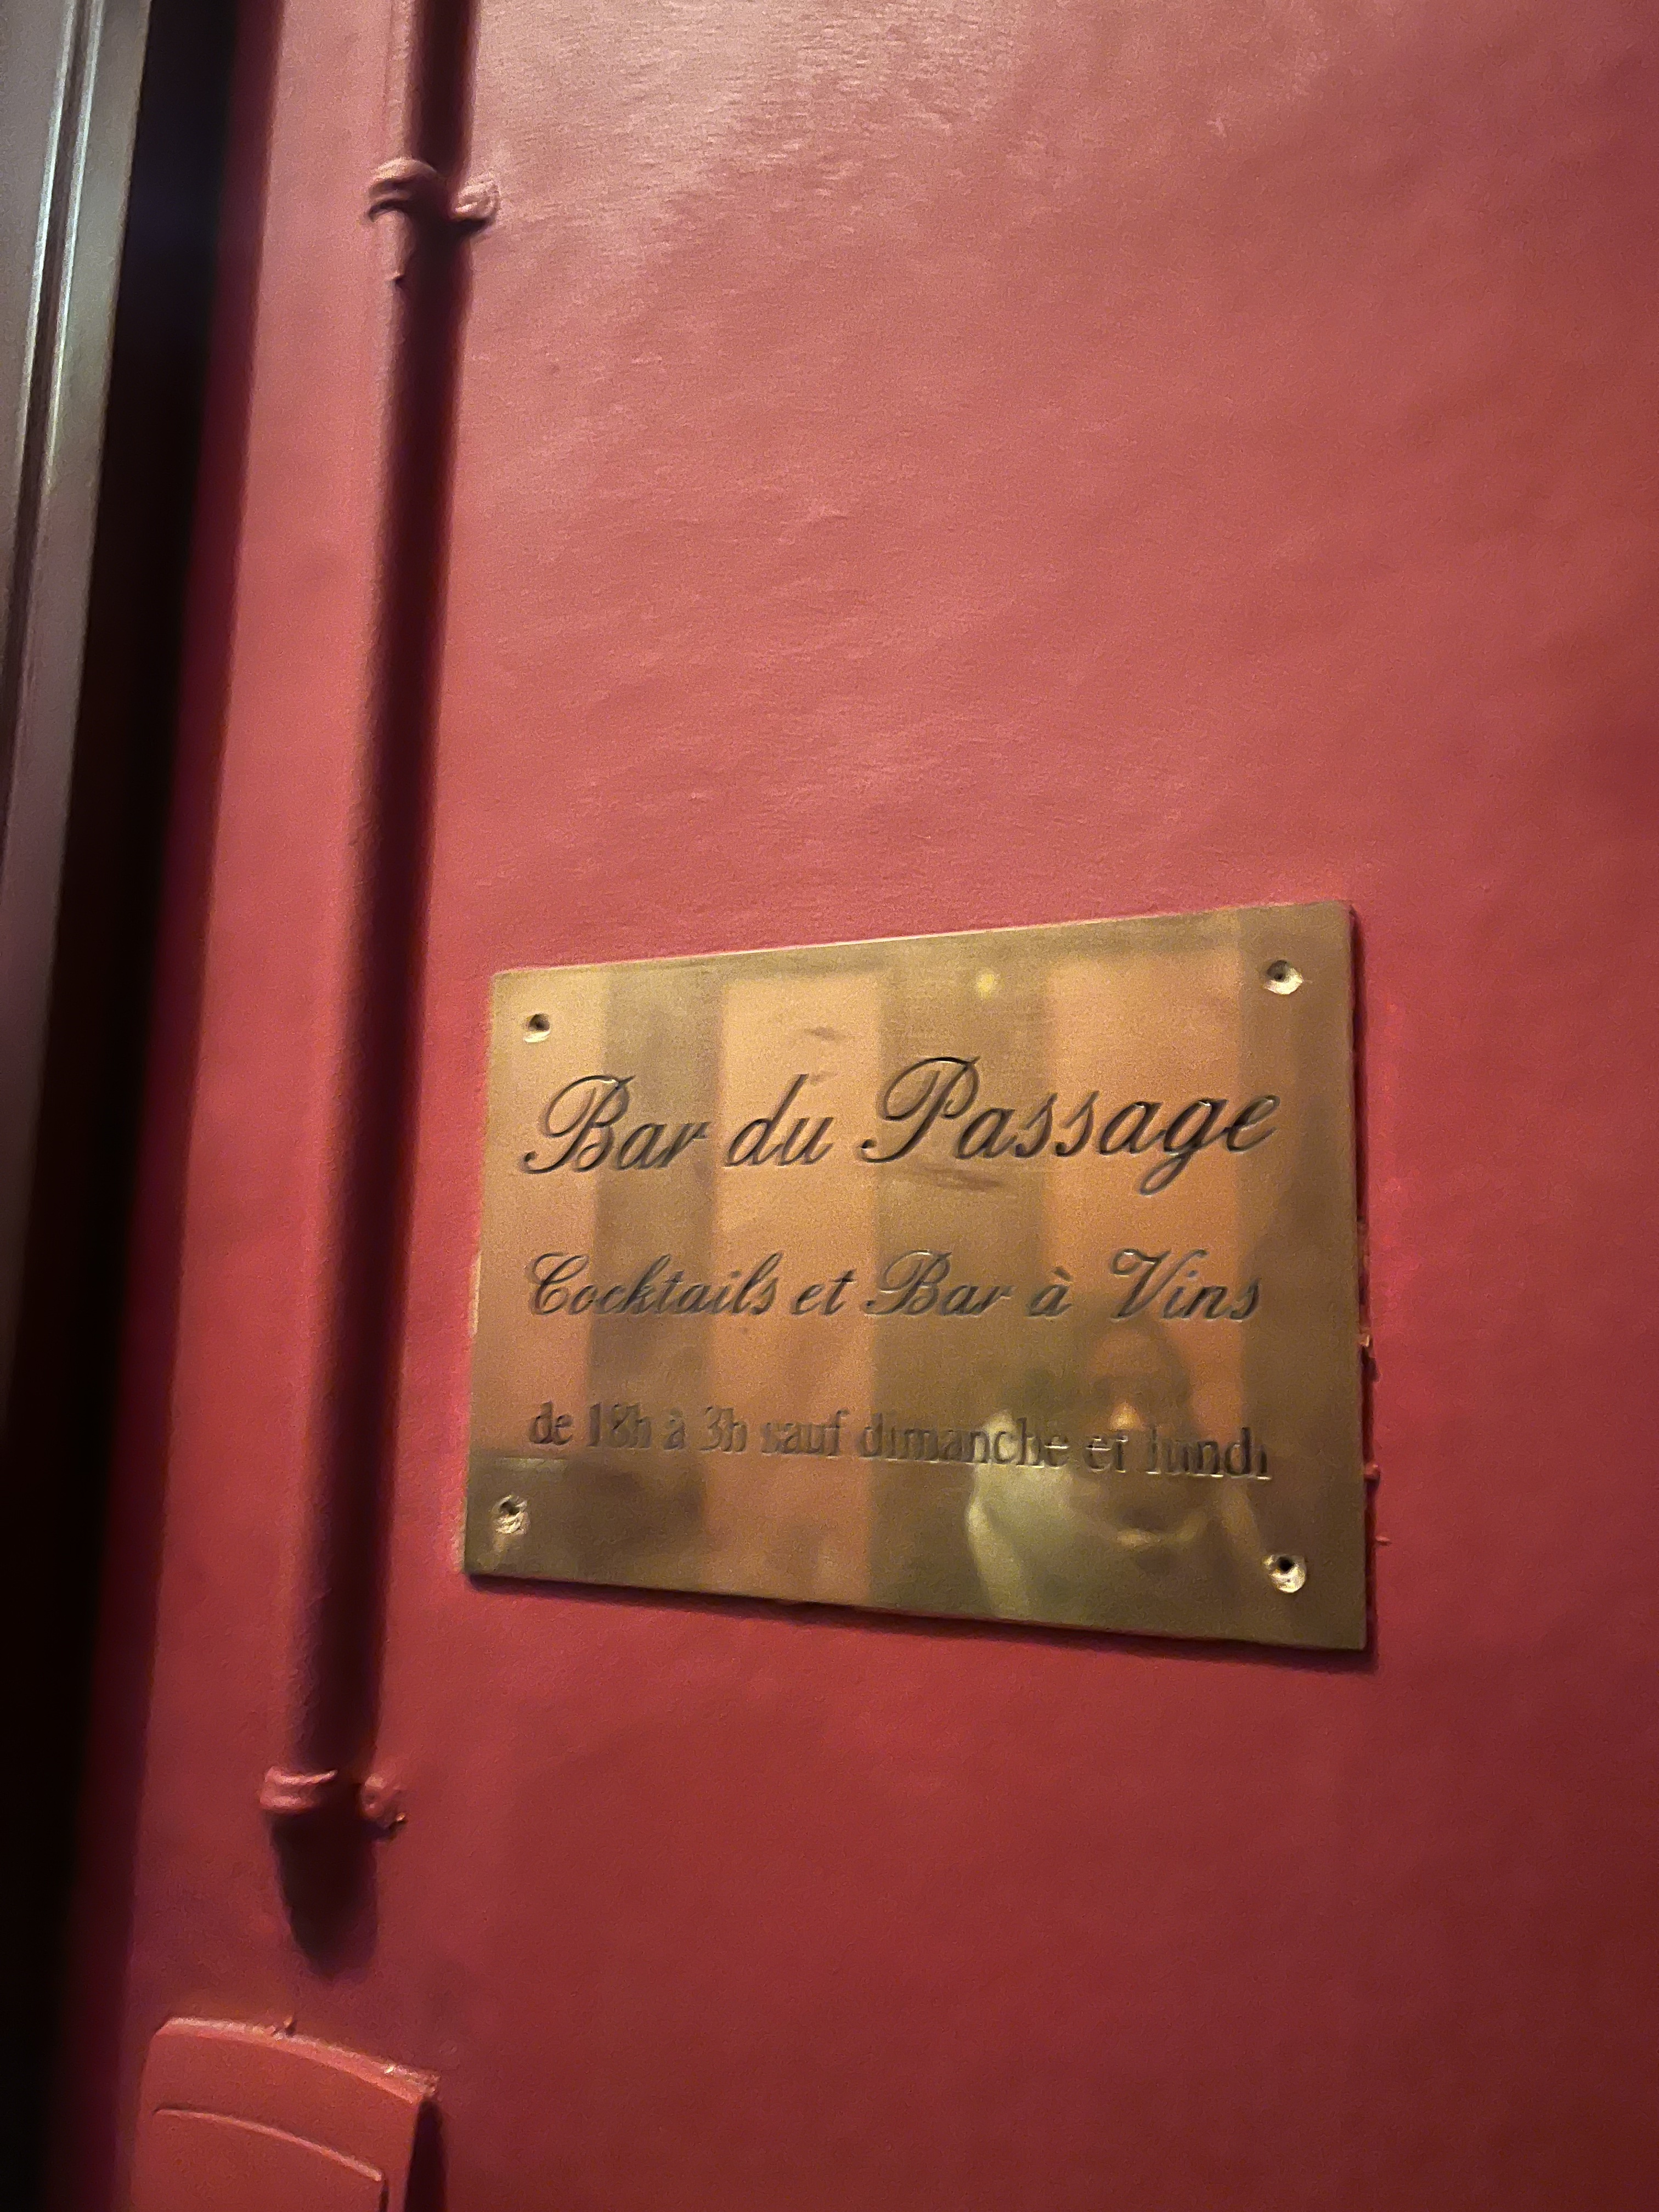 Bar du Passage
Cocktails et Bar à Vins
de 18h à 3h sauf dimanche et lundi